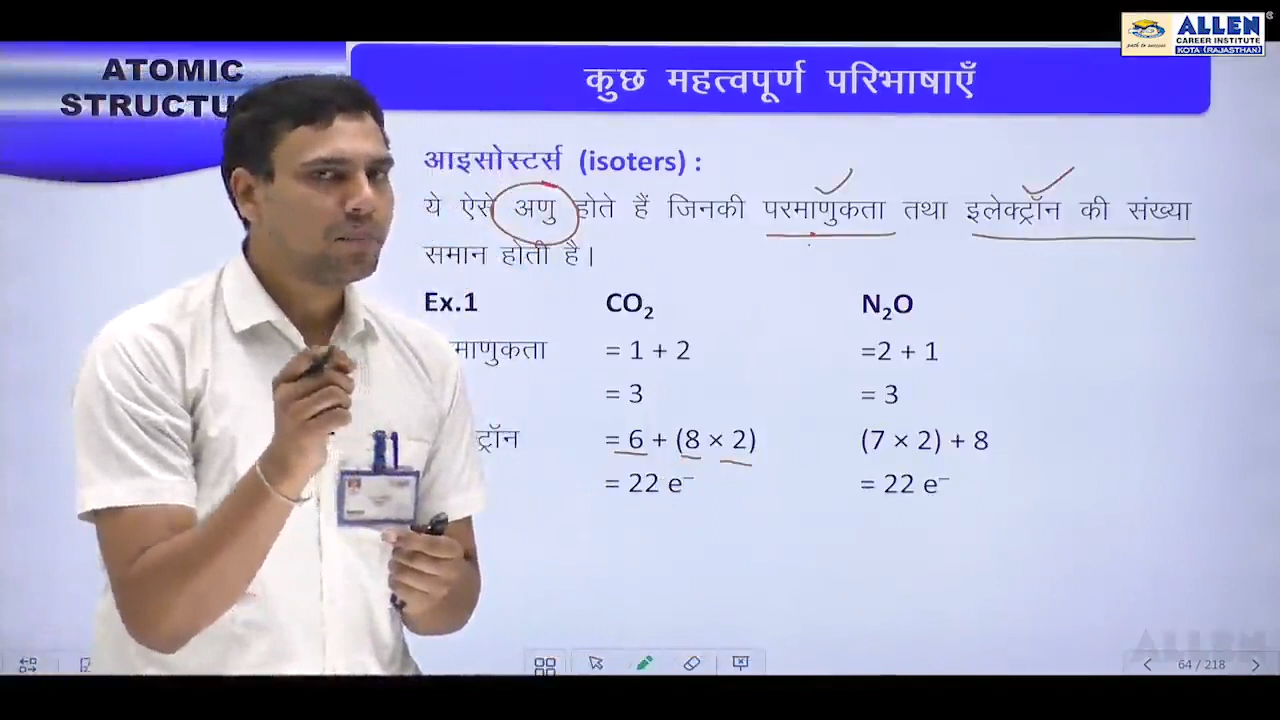 ALLEN
CAREER INSTITUTE
KOTA (RAJASTHAN)
ATOMIC
STRUCTU
कुछ महत्वपूर्ण परिभाषाएँ
आइसोस्टर्स (isoters) :
ये ऐसे अणु होते हैं जिनकी परमाणुकता तथा इलेक्ट्रॉन की संख्या
समान होती है।
Ex.1 CO₂ N₂O
माणुकता = 1 + 2 =2 + 1
= 3 = 3
ट्रॉन = 6 + (8 × 2) (7 × 2) + 8
= 22 e⁻ = 22 e⁻
ALLEN
64 / 218